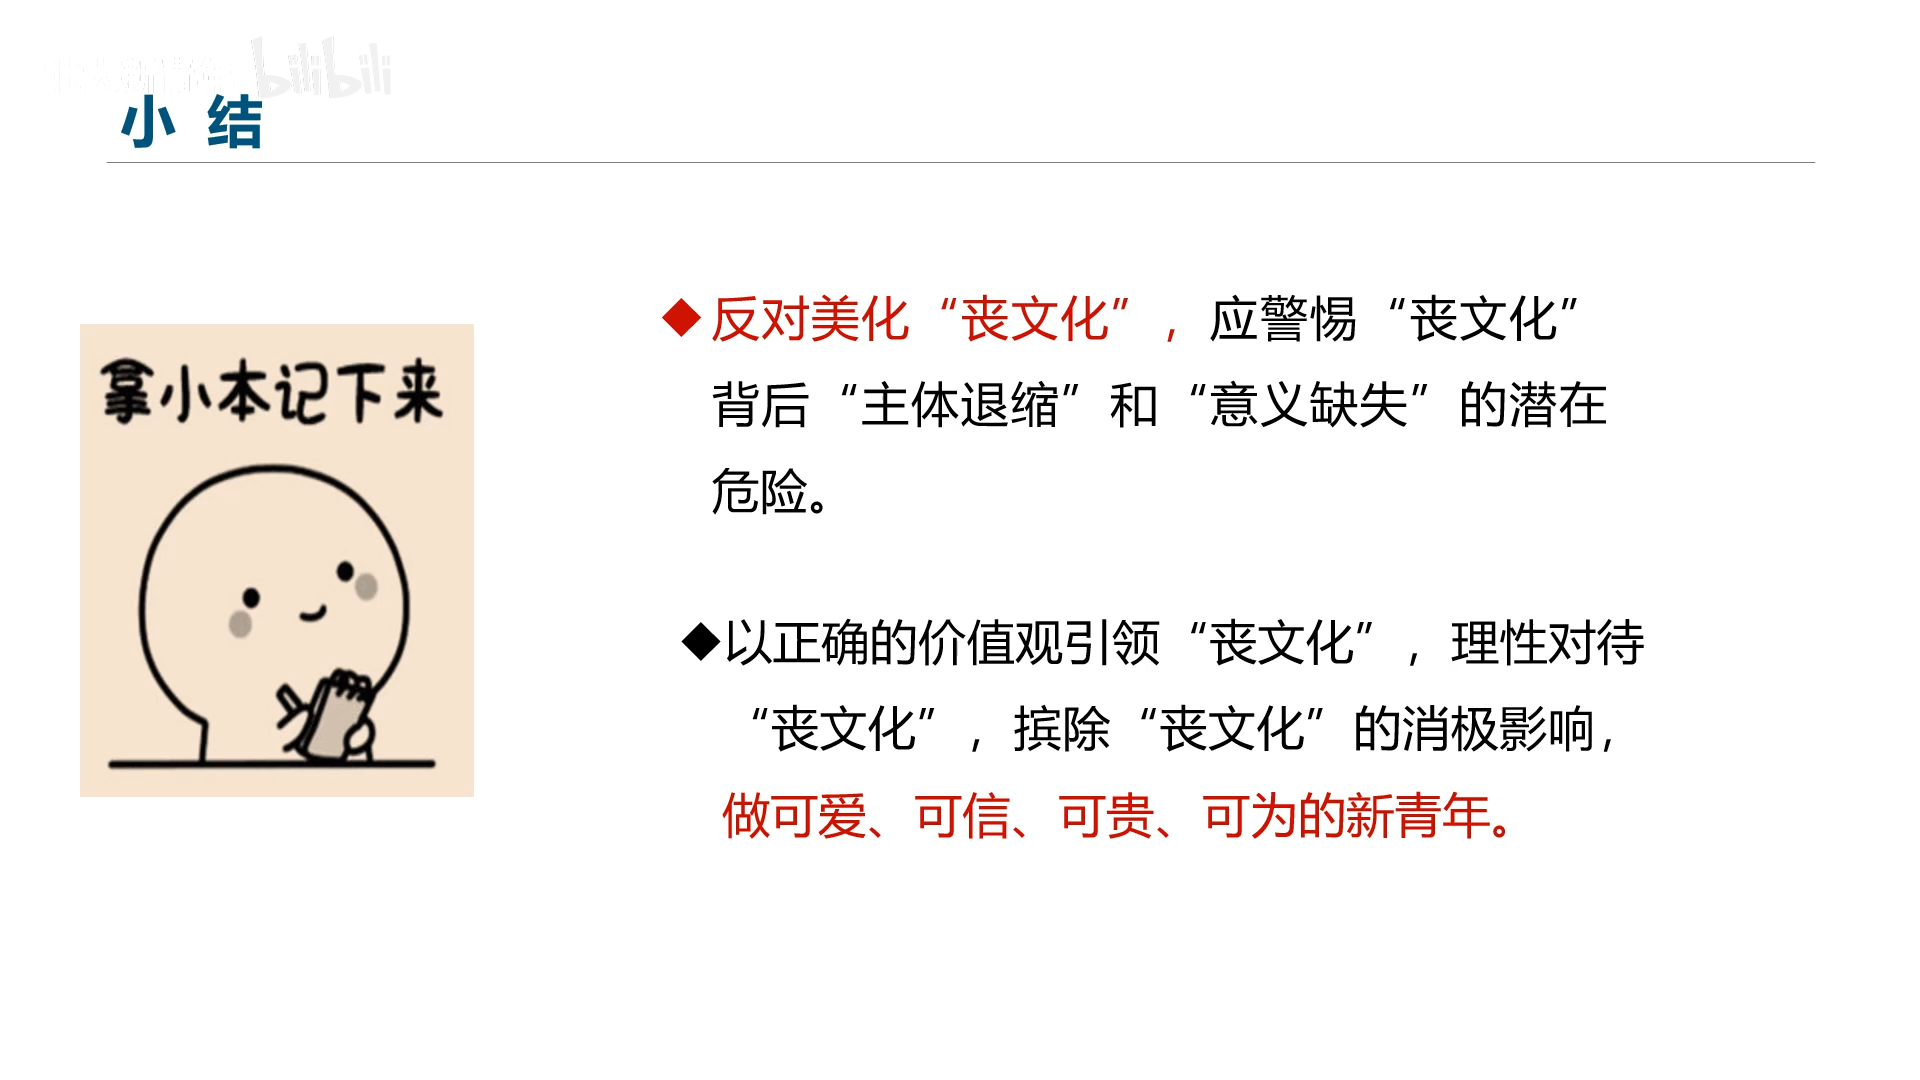 bilibili
小 结
拿小本记下来
◆反对美化“丧文化”，应警惕“丧文化”
背后“主体退缩”和“意义缺失”的潜在
危险。
◆以正确的价值观引领“丧文化”，理性对待
“丧文化”，摈除“丧文化”的消极影响，
做可爱、可信、可贵、可为的新青年。